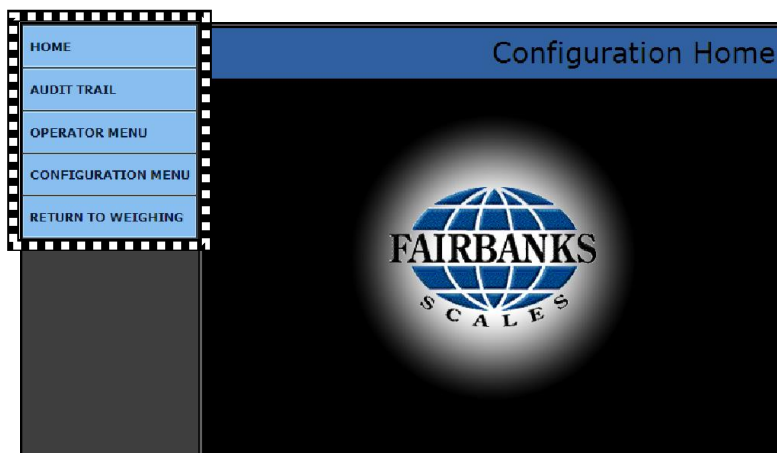 HOME
AUDIT TRAIL
OPERATOR MENU
CONFIGURATION MENU
RETURN TO WEIGHING
Configuration Home
FAIRBANKS
SCALES